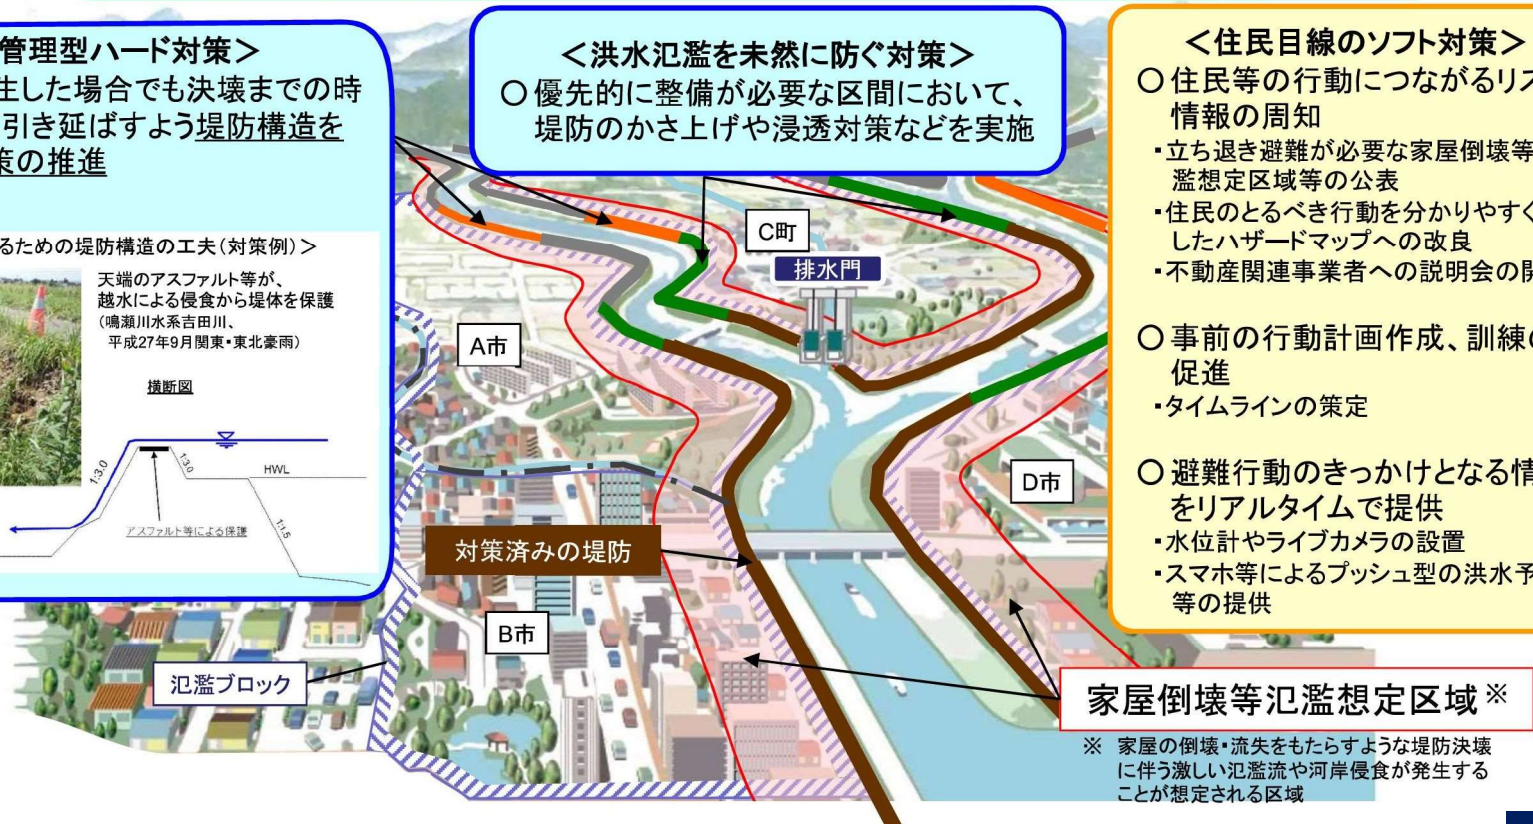 管理型ハード対策＞
生した場合でも決壊までの時
引き延ばすよう堤防構造を
策の推進
るための堤防構造の工夫(対策例)＞
天端のアスファルト等が、
越水による侵食から堤体を保護
(鳴瀬川水系吉田川、
平成27年9月関東・東北豪雨)
横断図
1:3.0
1:3.0
HWL
1:1.5
アスファルト等による保護
＜洪水氾濫を未然に防ぐ対策＞
○優先的に整備が必要な区間において、
堤防のかさ上げや浸透対策などを実施
C町
排水門
A市
D市
対策済みの堤防
B市
氾濫ブロック
＜住民目線のソフト対策＞
○住民等の行動につながるリス
情報の周知
・立ち退き避難が必要な家屋倒壊等
濫想定区域等の公表
・住民のとるべき行動を分かりやすく
したハザードマップへの改良
・不動産関連事業者への説明会の開
○事前の行動計画作成、訓練の
促進
・タイムラインの策定
○避難行動のきっかけとなる情
をリアルタイムで提供
・水位計やライブカメラの設置
・スマホ等によるプッシュ型の洪水予
等の提供
家屋倒壊等氾濫想定区域※
※ 家屋の倒壊・流失をもたらすような堤防決壊
に伴う激しい氾濫流や河岸侵食が発生する
ことが想定される区域